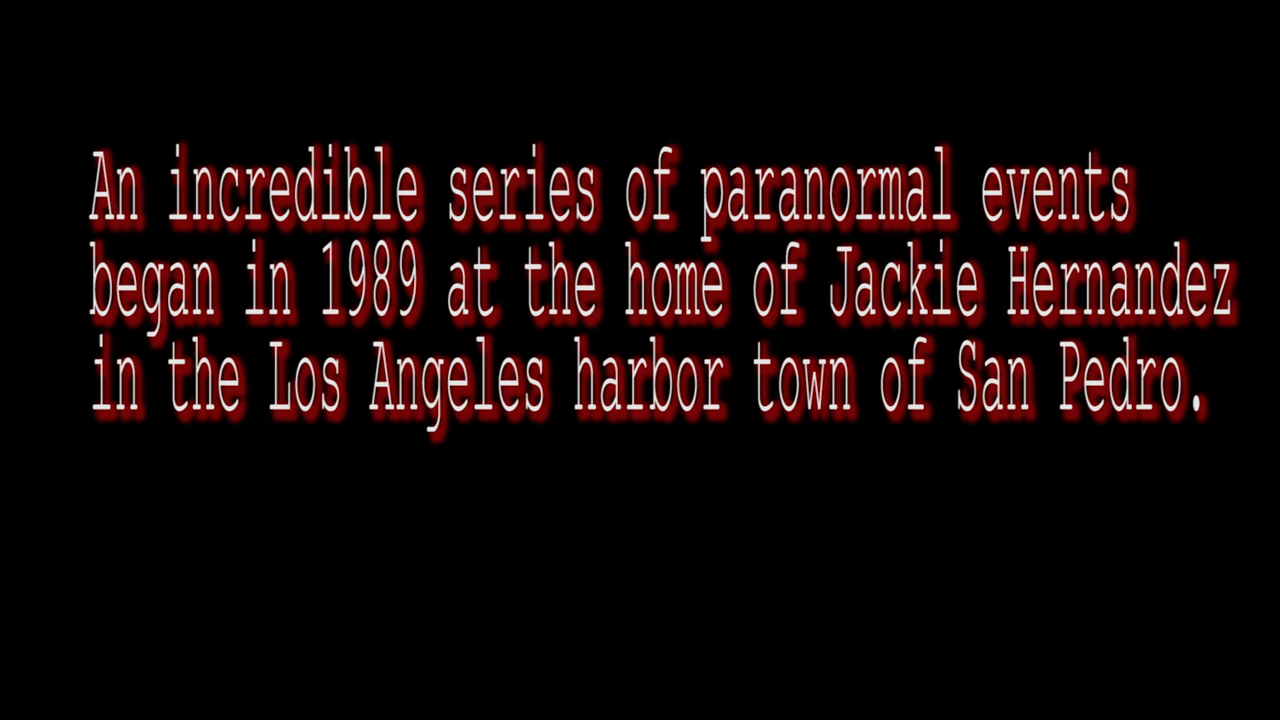 An incredible series of paranormal events
began in 1989 at the home of Jackie Hernandez
in the Los Angeles harbor town of San Pedro.